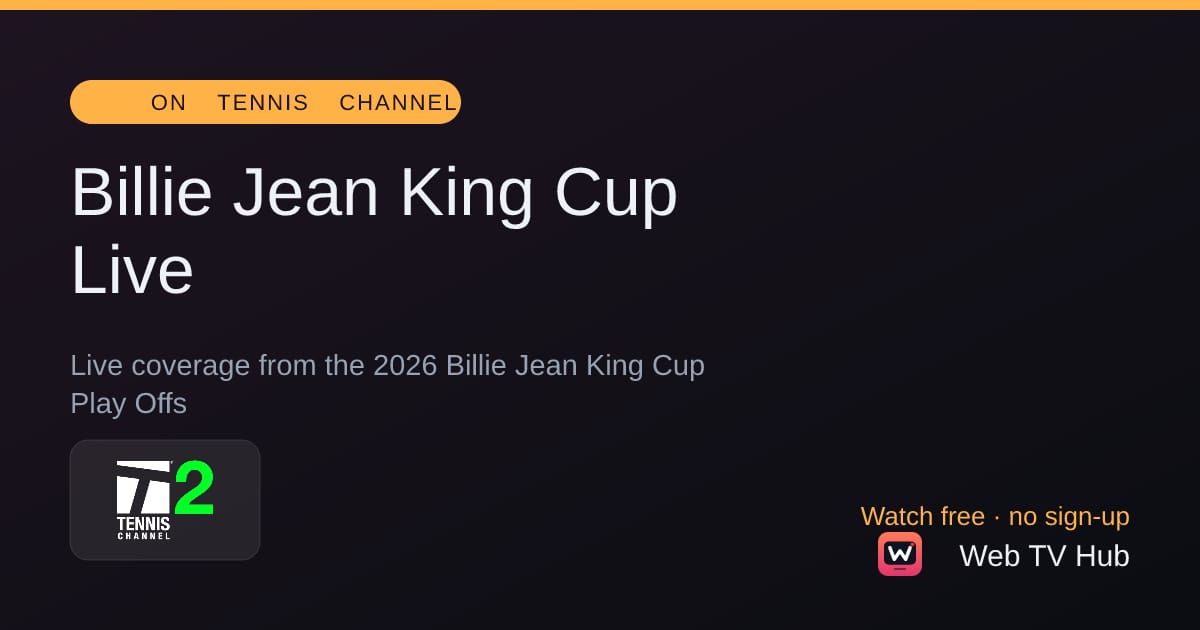 ON TENNIS CHANNEL
Billie Jean King Cup
Live
Live coverage from the 2026 Billie Jean King Cup
Play Offs
T2
TENNIS
CHANNEL
Watch free · no sign-up
W
Web TV Hub